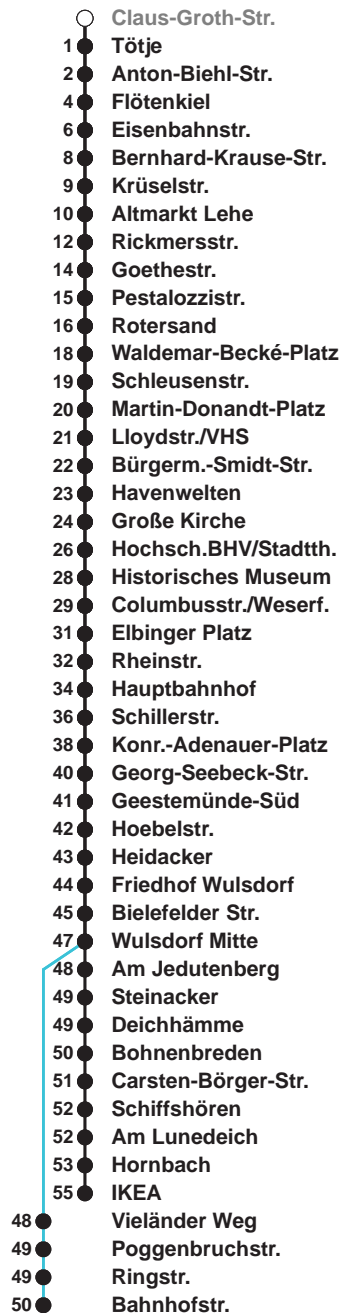 Claus-Groth-Str.
1 Tötje
2 Anton-Biehl-Str.
4 Flötenkiel
6 Eisenbahnstr.
8 Bernhard-Krause-Str.
9 Krüselstr.
10 Altmarkt Lehe
12 Rickmersstr.
14 Goethestr.
15 Pestalozzistr.
16 Rotersand
18 Waldemar-Becké-Platz
19 Schleusenstr.
20 Martin-Donandt-Platz
21 Lloydstr./VHS
22 Bürgerm.-Smidt-Str.
23 Havenwelten
24 Große Kirche
26 Hochsch.BHV/Stadtth.
28 Historisches Museum
29 Columbusstr./Weserf.
31 Elbinger Platz
32 Rheinstr.
34 Hauptbahnhof
36 Schillerstr.
38 Konr.-Adenauer-Platz
40 Georg-Seebeck-Str.
41 Geestemünde-Süd
42 Hoebelstr.
43 Heidacker
44 Friedhof Wulsdorf
45 Bielefelder Str.
47 Wulsdorf Mitte
48 Am Jedutenberg
49 Steinacker
49 Deichhämme
50 Bohnenbreden
51 Carsten-Börger-Str.
52 Schiffshören
52 Am Lunedeich
53 Hornbach
55 IKEA
48 Vieländer Weg
49 Poggenbruchstr.
49 Ringstr.
50 Bahnhofstr.